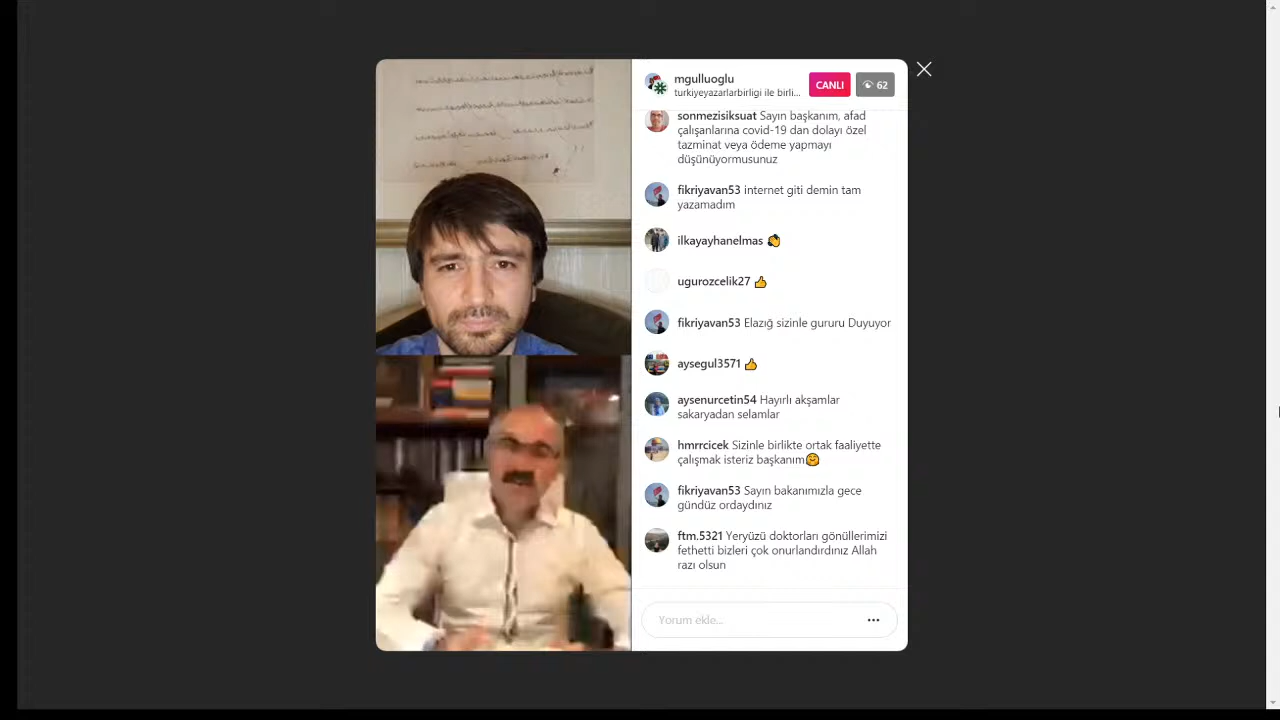 mgulluoglu
turkiyeyazarlarbirligi ile birli...
CANLI
62
sonmezisiksuat Sayın başkanım, afad
çalışanlarına covid-19 dan dolayı özel
tazminat veya ödeme yapmayı
düşünüyormusunuz
fikriyavan53 internet giti demin tam
yazamadım
ilkayayhanelmas 👏
ugurozcelik27 👍
fikriyavan53 Elazığ sizinle gururu Duyuyor
aysegul3571 👍
aysenurcetin54 Hayırlı akşamlar
sakaryadan selamlar
hmrrcicek Sizinle birlikte ortak faaliyette
çalışmak isteriz başkanım🤗
fikriyavan53 Sayın bakanımızla gece
gündüz ordaydınız
ftm.5321 Yeryüzü doktorları gönüllerimizi
fethetti bizleri çok onurlandırdınız Allah
razı olsun
Yorum ekle...